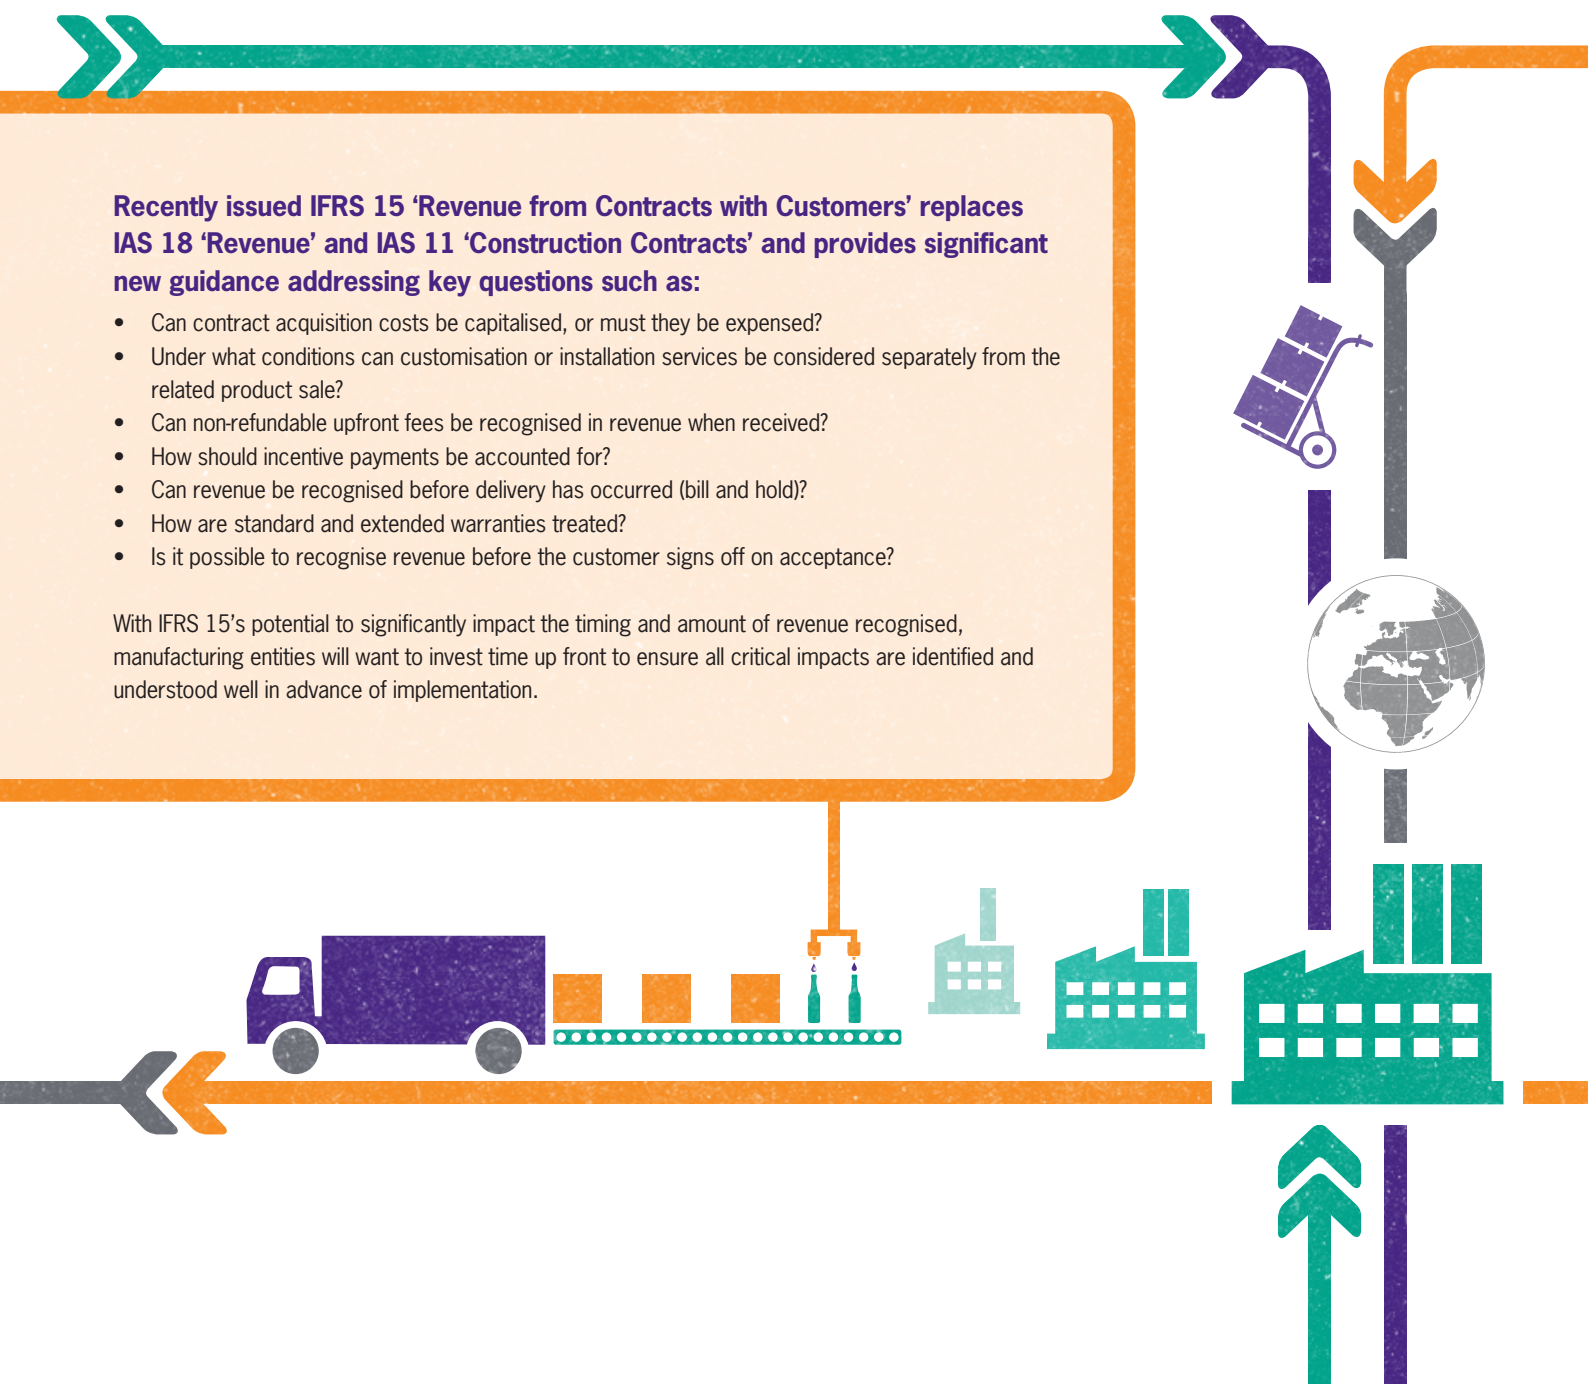 Recently issued IFRS 15 ‘Revenue from Contracts with Customers’ replaces
IAS 18 ‘Revenue’ and IAS 11 ‘Construction Contracts’ and provides significant
new guidance addressing key questions such as:
• Can contract acquisition costs be capitalised, or must they be expensed?
• Under what conditions can customisation or installation services be considered separately from the
related product sale?
• Can non-refundable upfront fees be recognised in revenue when received?
• How should incentive payments be accounted for?
• Can revenue be recognised before delivery has occurred (bill and hold)?
• How are standard and extended warranties treated?
• Is it possible to recognise revenue before the customer signs off on acceptance?
With IFRS 15’s potential to significantly impact the timing and amount of revenue recognised,
manufacturing entities will want to invest time up front to ensure all critical impacts are identified and
understood well in advance of implementation.